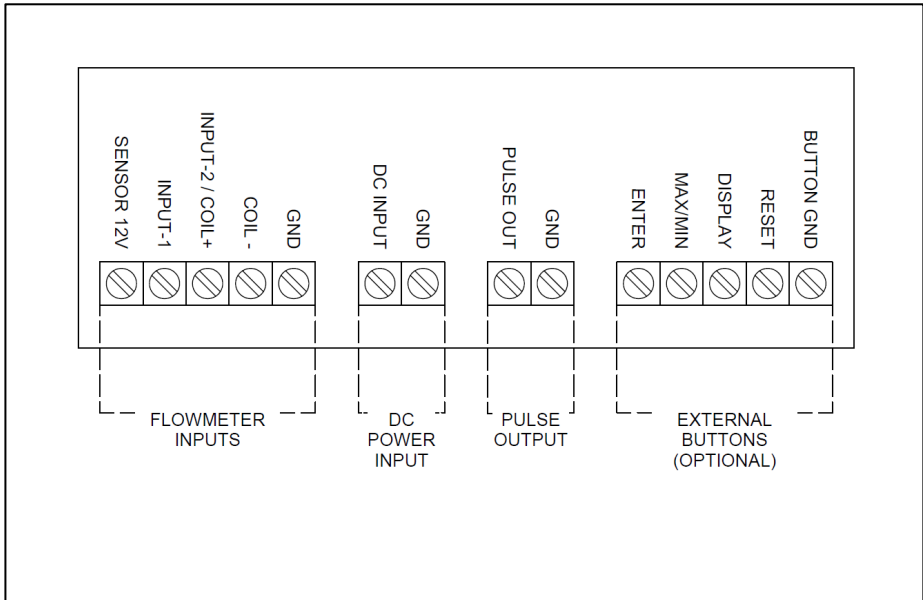 SENSOR 12V
INPUT-1
INPUT-2 / COIL+
COIL -
GND
DC INPUT
GND
PULSE OUT
GND
ENTER
MAX/MIN
DISPLAY
RESET
BUTTON GND
FLOWMETER
INPUTS
DC
POWER
INPUT
PULSE
OUTPUT
EXTERNAL
BUTTONS
(OPTIONAL)